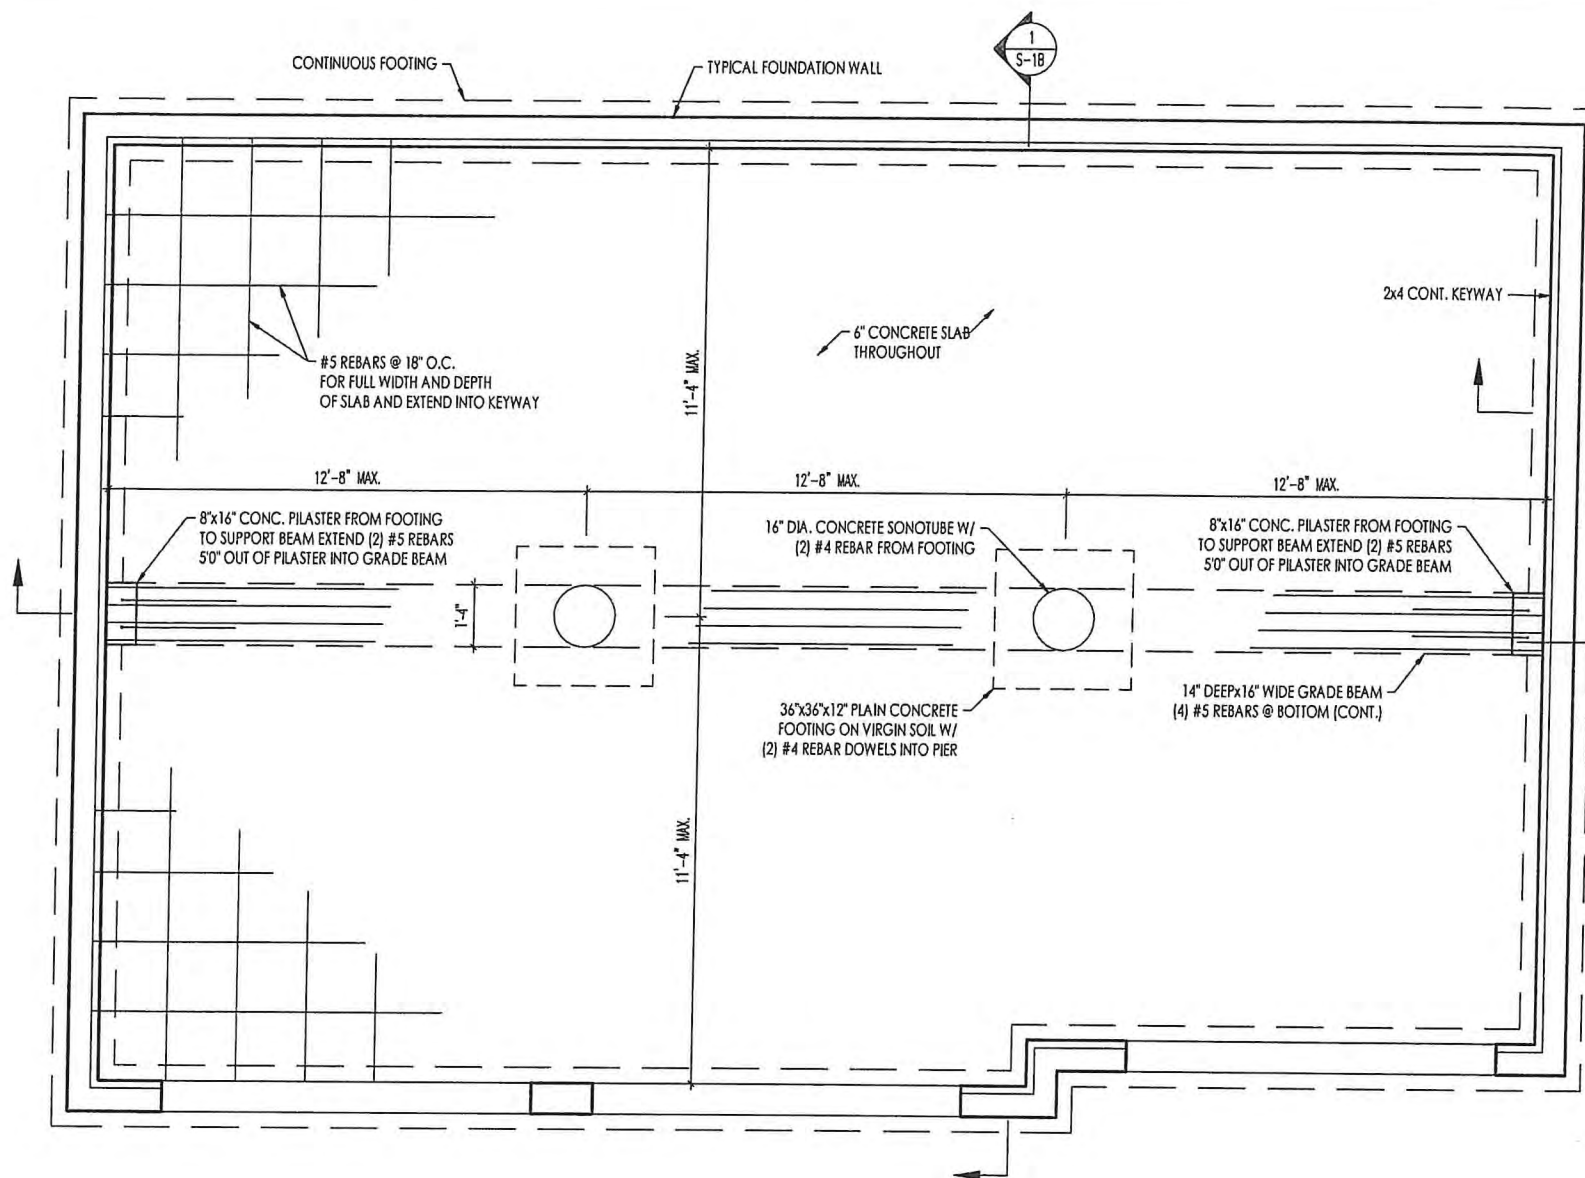 1
S-1B
CONTINUOUS FOOTING
TYPICAL FOUNDATION WALL
2x4 CONT. KEYWAY
6" CONCRETE SLAB
THROUGHOUT
#5 REBARS @ 18" O.C.
FOR FULL WIDTH AND DEPTH
OF SLAB AND EXTEND INTO KEYWAY
11'-4" MAX.
12'-8" MAX.
12'-8" MAX.
12'-8" MAX.
8"x16" CONC. PILASTER FROM FOOTING
TO SUPPORT BEAM EXTEND (2) #5 REBARS
5'0" OUT OF PILASTER INTO GRADE BEAM
16" DIA. CONCRETE SONOTUBE W/
(2) #4 REBAR FROM FOOTING
8"x16" CONC. PILASTER FROM FOOTING
TO SUPPORT BEAM EXTEND (2) #5 REBARS
5'0" OUT OF PILASTER INTO GRADE BEAM
1'-4"
36"x36"x12" PLAIN CONCRETE
FOOTING ON VIRGIN SOIL W/
(2) #4 REBAR DOWELS INTO PIER
14" DEEPx16" WIDE GRADE BEAM
(4) #5 REBARS @ BOTTOM (CONT.)
11'-4" MAX.